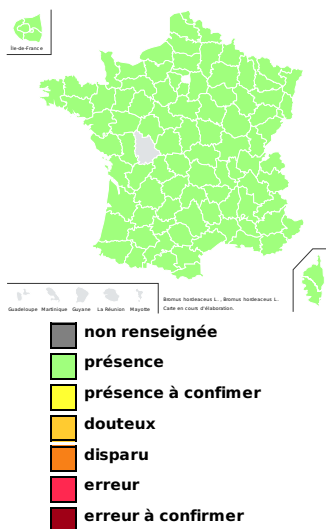 Île-de-France
Guadeloupe Martinique Guyane La Réunion Mayotte
Bromus hordeaceus L. , Bromus hordeaceus L.
Carte en cours d'élaboration.
non renseignée
présence
présence à confimer
douteux
disparu
erreur
erreur à confirmer